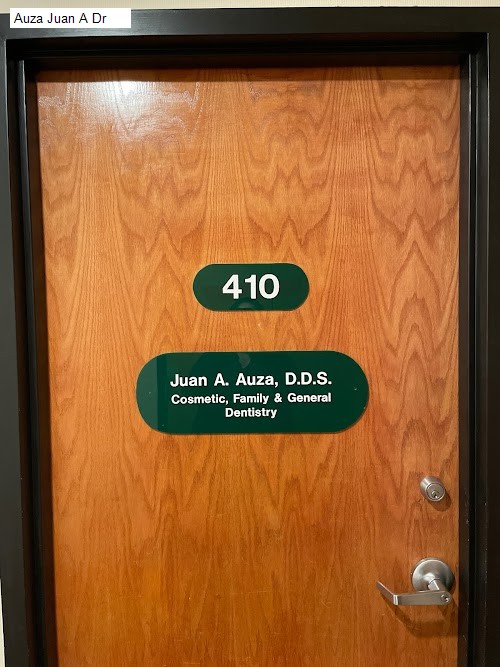 Auza Juan A Dr
410
Juan A. Auza, D.D.S.
Cosmetic, Family & General
Dentistry